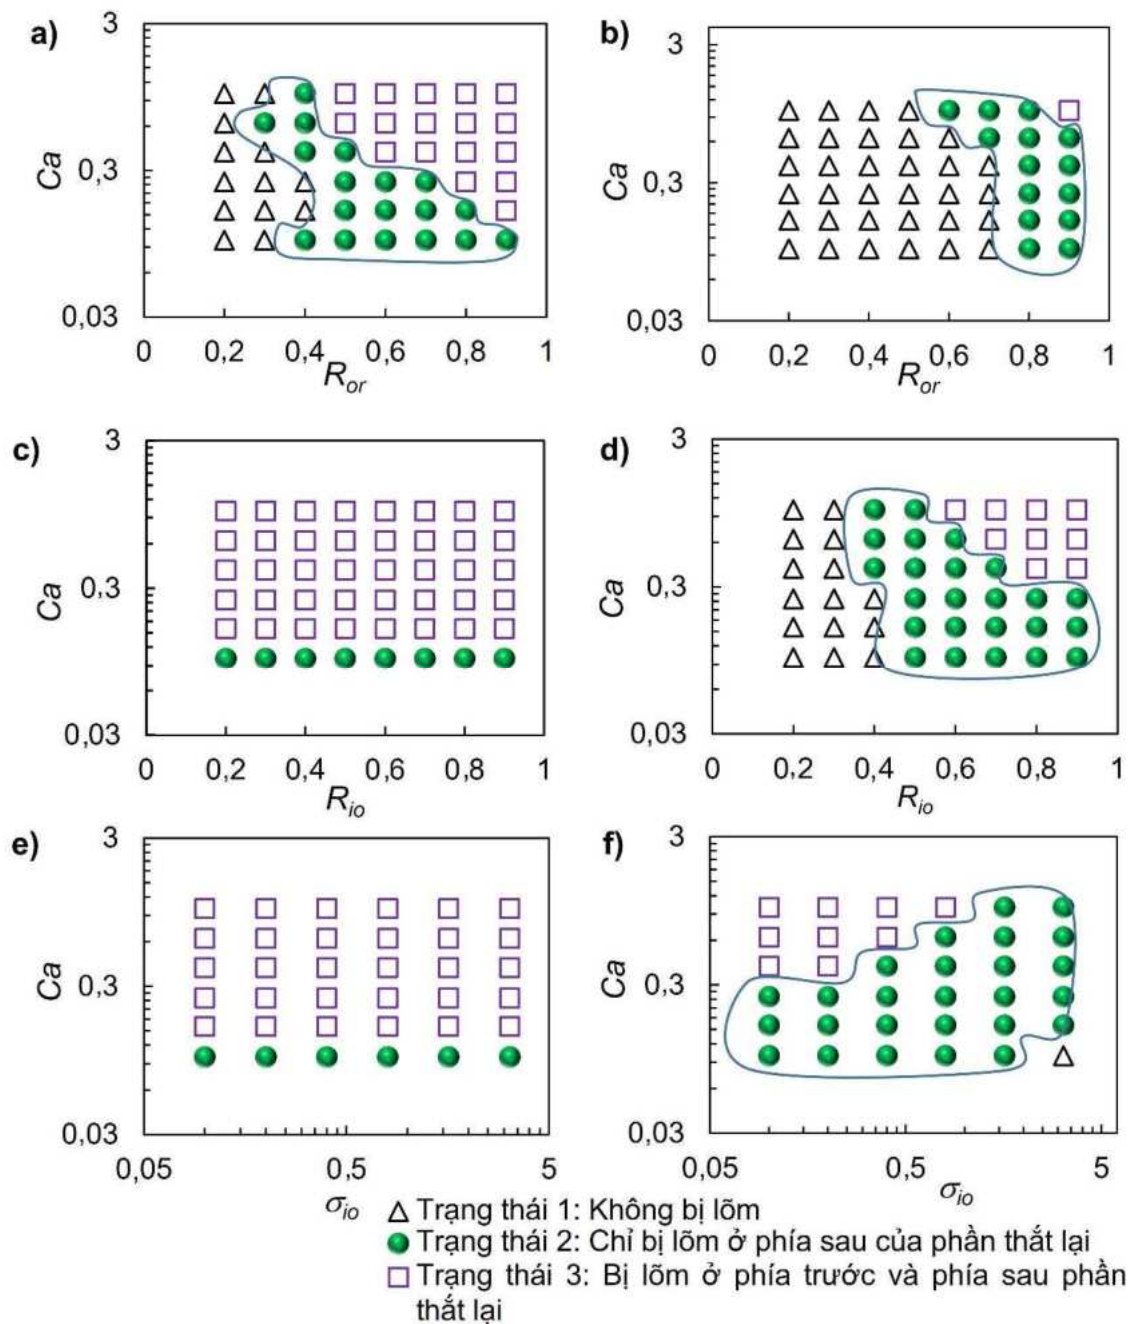 a)
3
Ca
0,3
0,03
0 0,2 0,4 0,6 0,8 1
R_or
b)
3
Ca
0,3
0,03
0 0,2 0,4 0,6 0,8 1
R_or
c)
3
Ca
0,3
0,03
0 0,2 0,4 0,6 0,8 1
R_io
d)
3
Ca
0,3
0,03
0 0,2 0,4 0,6 0,8 1
R_io
e)
3
Ca
0,3
0,03
0,05 0,5 5
σ_io
f)
3
Ca
0,3
0,03
0,05 0,5 5
σ_io
Trạng thái 1: Không bị lõm
Trạng thái 2: Chỉ bị lõm ở phía sau của phần thắt lại
Trạng thái 3: Bị lõm ở phía trước và phía sau phần
thắt lại